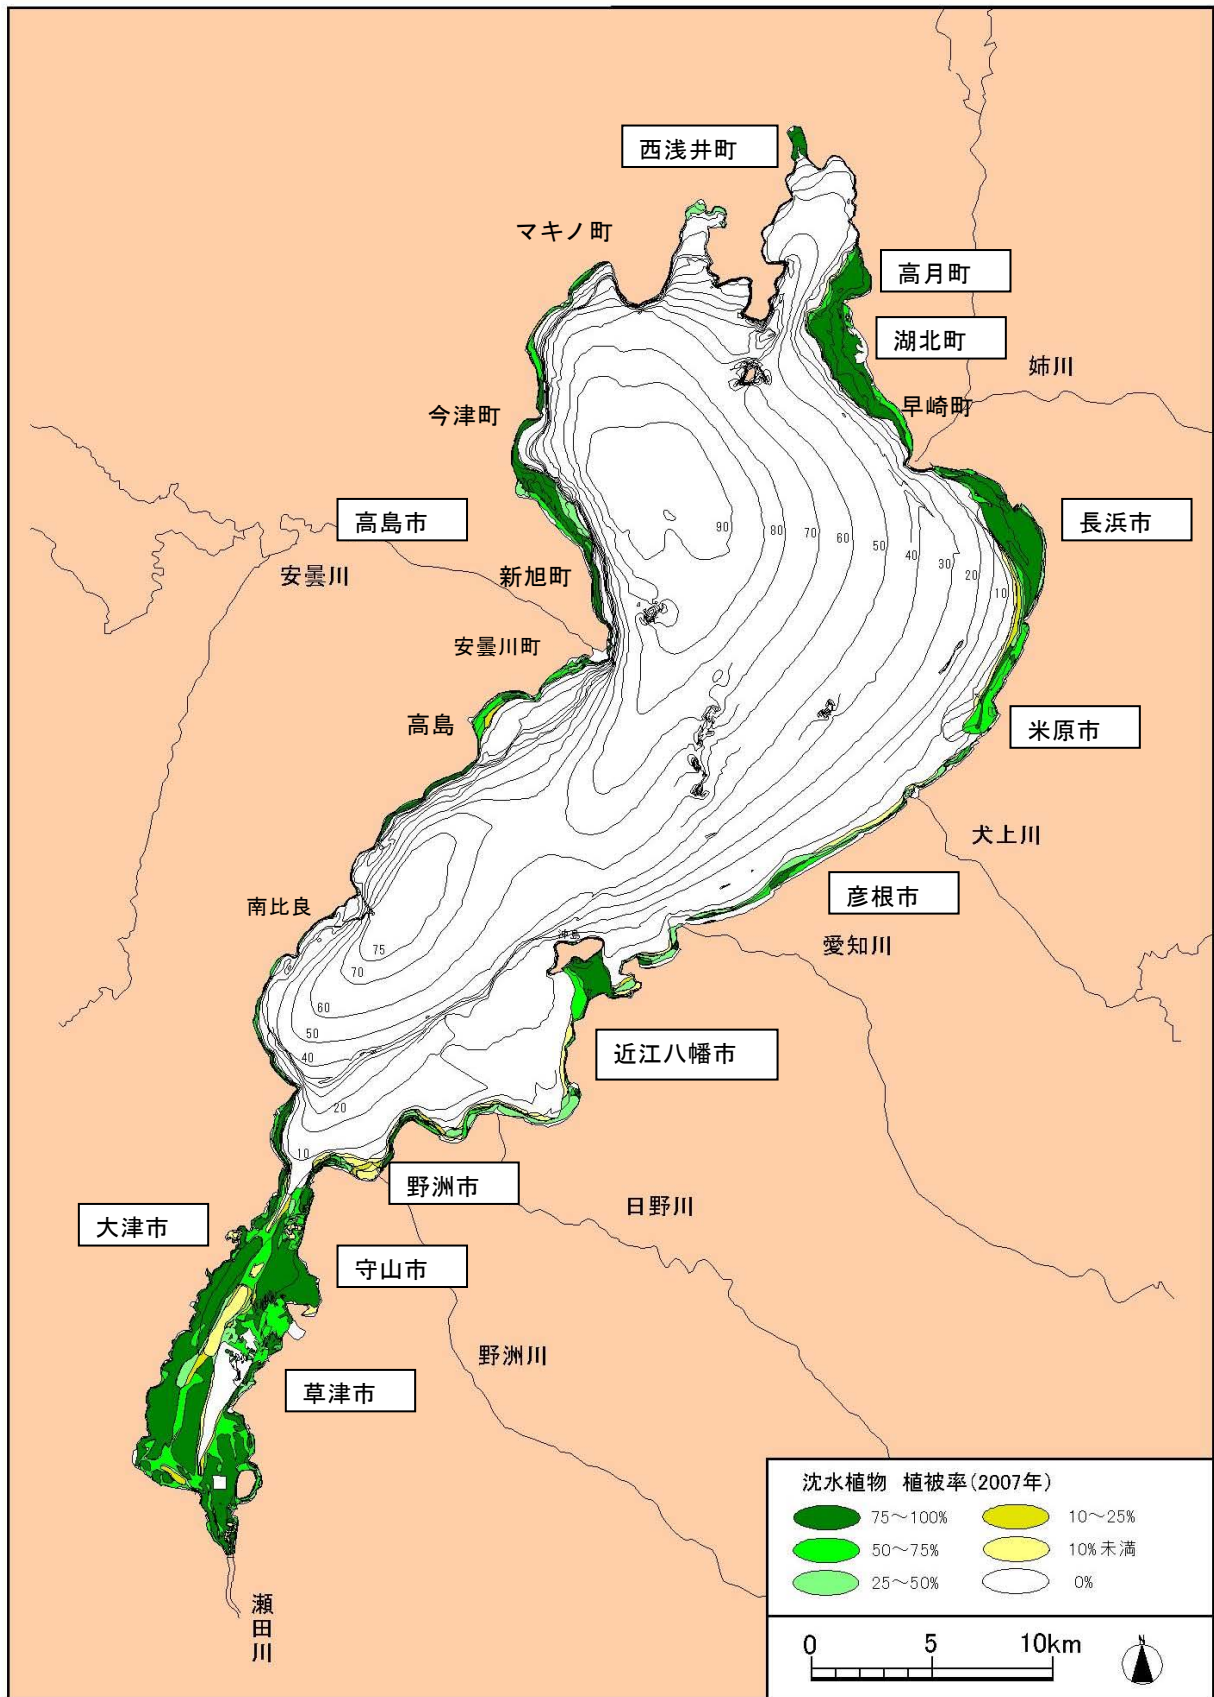 西浅井町
マキノ町
高月町
湖北町
姉川
早崎町
今津町
高島市
長浜市
安曇川
新旭町
安曇川町
高島
米原市
犬上川
彦根市
南比良
愛知川
沖島
近江八幡市
野洲市
日野川
大津市
守山市
野洲川
草津市
瀬田川
90
80
70
60
50
40
30
20
10
75
70
60
50
40
20
10
沈水植物 植被率(2007年)
75～100%
10～25%
50～75%
10%未満
25～50%
0%
0 5 10km
N